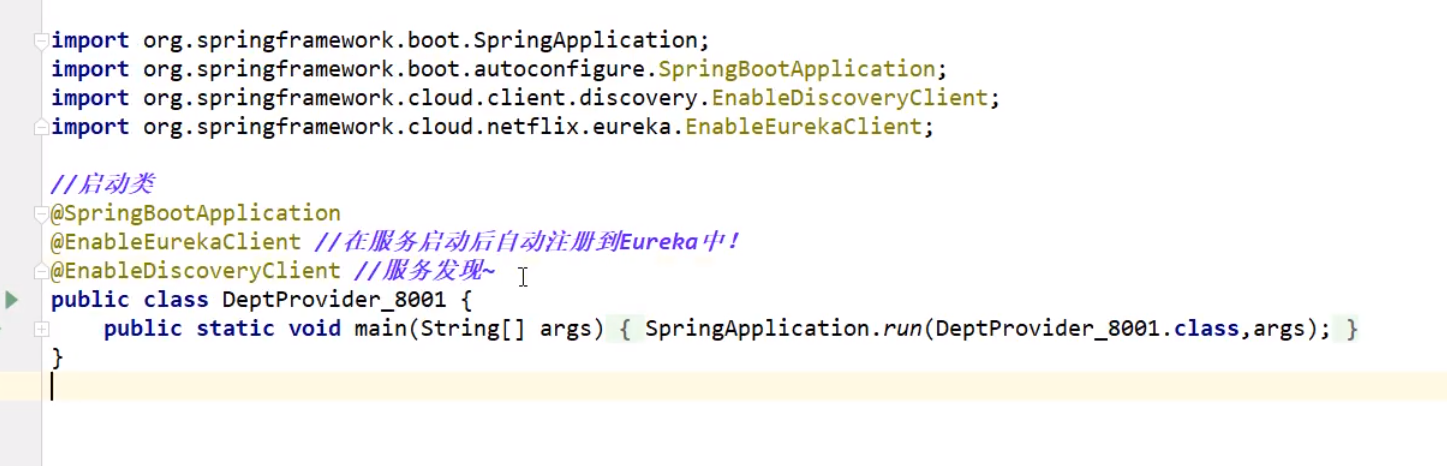 import org.springframework.boot.SpringApplication;
import org.springframework.boot.autoconfigure.SpringBootApplication;
import org.springframework.cloud.client.discovery.EnableDiscoveryClient;
import org.springframework.cloud.netflix.eureka.EnableEurekaClient;
//启动类
@SpringBootApplication
@EnableEurekaClient //在服务启动后自动注册到Eureka中！
@EnableDiscoveryClient //服务发现~
public class DeptProvider_8001 {
    public static void main(String[] args) { SpringApplication.run(DeptProvider_8001.class,args); }
}